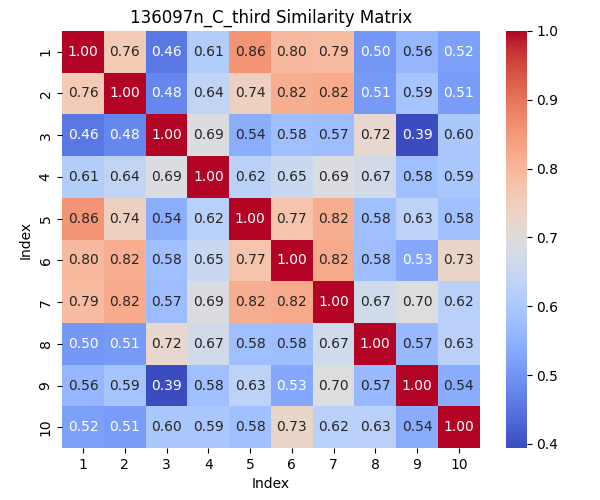 136097n_C_third Similarity Matrix
1 1.00 0.76 0.46 0.61 0.86 0.80 0.79 0.50 0.56 0.52
2 0.76 1.00 0.48 0.64 0.74 0.82 0.82 0.51 0.59 0.51
3 0.46 0.48 1.00 0.69 0.54 0.58 0.57 0.72 0.39 0.60
4 0.61 0.64 0.69 1.00 0.62 0.65 0.69 0.67 0.58 0.59
5 0.86 0.74 0.54 0.62 1.00 0.77 0.82 0.58 0.63 0.58
6 0.80 0.82 0.58 0.65 0.77 1.00 0.82 0.58 0.53 0.73
7 0.79 0.82 0.57 0.69 0.82 0.82 1.00 0.67 0.70 0.62
8 0.50 0.51 0.72 0.67 0.58 0.58 0.67 1.00 0.57 0.63
9 0.56 0.59 0.39 0.58 0.63 0.53 0.70 0.57 1.00 0.54
10 0.52 0.51 0.60 0.59 0.58 0.73 0.62 0.63 0.54 1.00
1 2 3 4 5 6 7 8 9 10
Index
Index
1.0
0.9
0.8
0.7
0.6
0.5
0.4